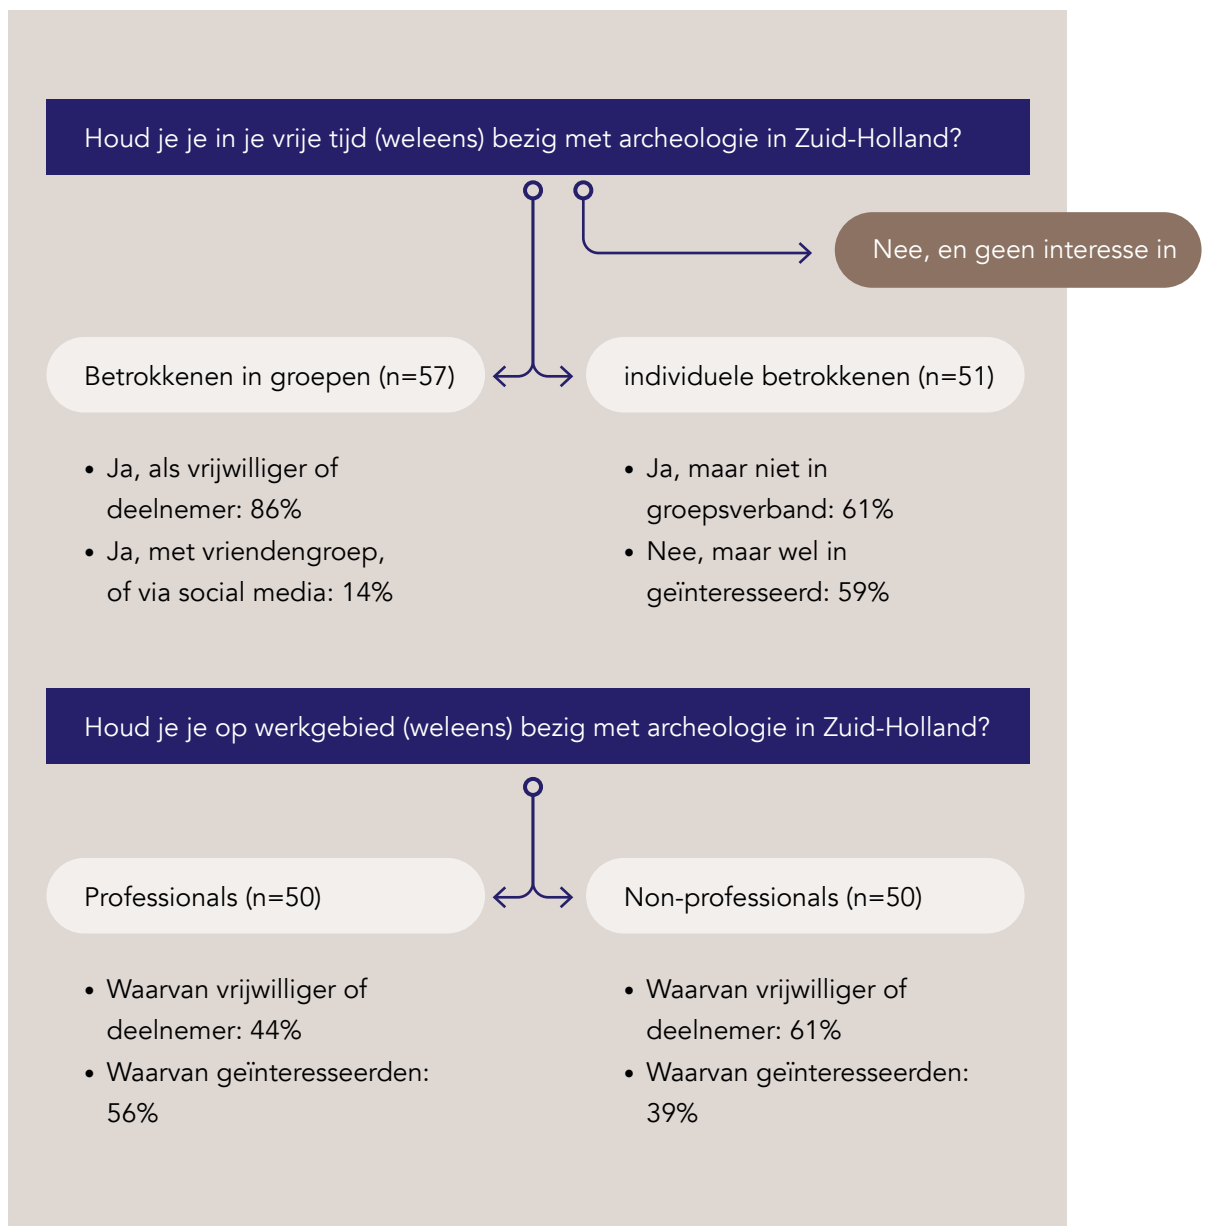 Houd je je in je vrije tijd (weleens) bezig met archeologie in Zuid-Holland?
Nee, en geen interesse in
Betrokkenen in groepen (n=57)
• Ja, als vrijwilliger of
deelnemer: 86%
• Ja, met vriendengroep,
of via social media: 14%
individuele betrokkenen (n=51)
• Ja, maar niet in
groepsverband: 61%
• Nee, maar wel in
geïnteresseerd: 59%
Houd je je op werkgebied (weleens) bezig met archeologie in Zuid-Holland?
Professionals (n=50)
• Waarvan vrijwilliger of
deelnemer: 44%
• Waarvan geïnteresseerden:
56%
Non-professionals (n=50)
• Waarvan vrijwilliger of
deelnemer: 61%
• Waarvan geïnteresseerden:
39%